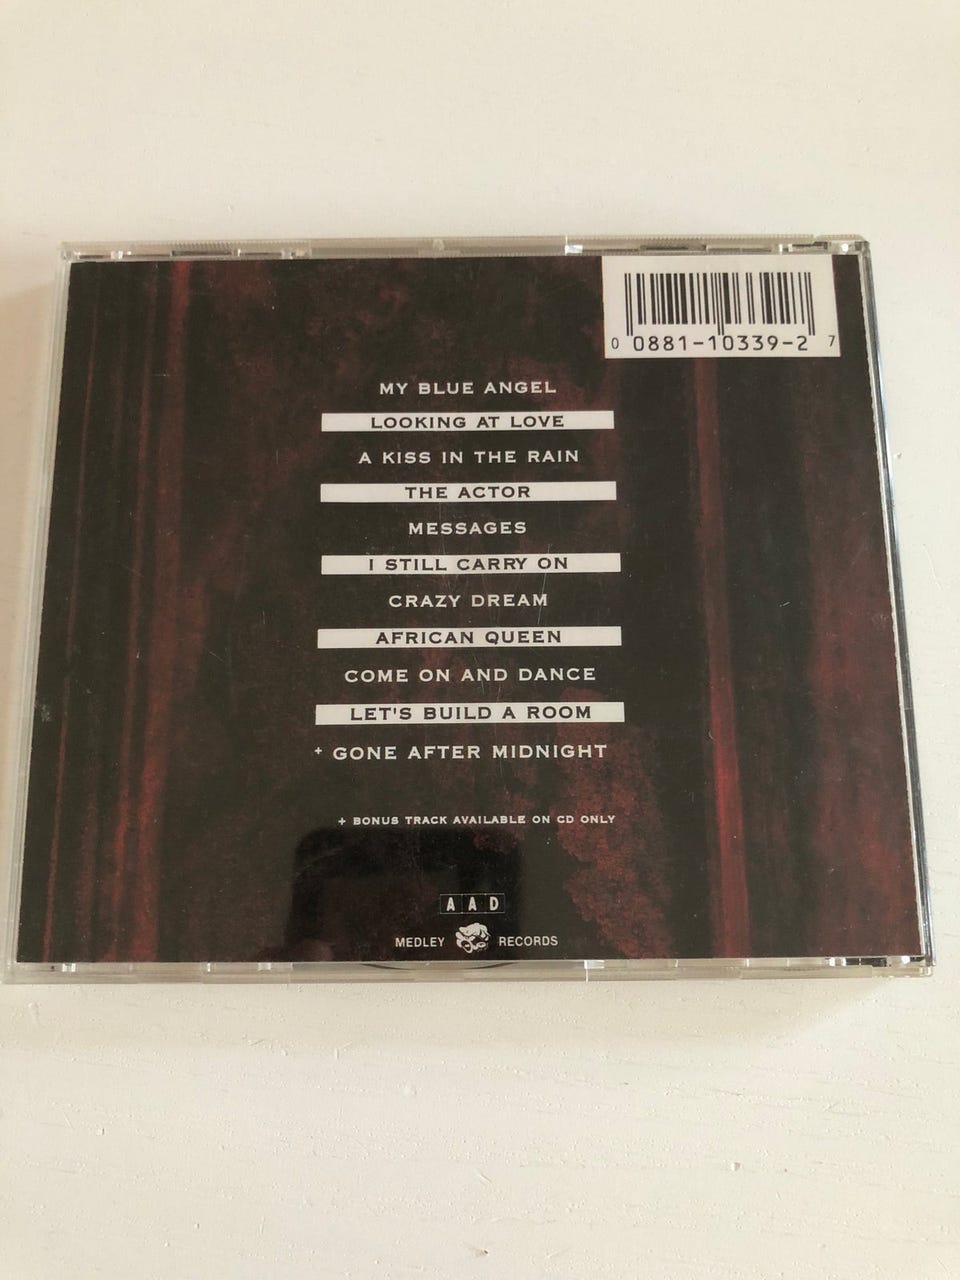 0 0881-10339-2 7
MY BLUE ANGEL
LOOKING AT LOVE
A KISS IN THE RAIN
THE ACTOR
MESSAGES
I STILL CARRY ON
CRAZY DREAM
AFRICAN QUEEN
COME ON AND DANCE
LET'S BUILD A ROOM
+ GONE AFTER MIDNIGHT
+ BONUS TRACK AVAILABLE ON CD ONLY
AAD
MEDLEY RECORDS